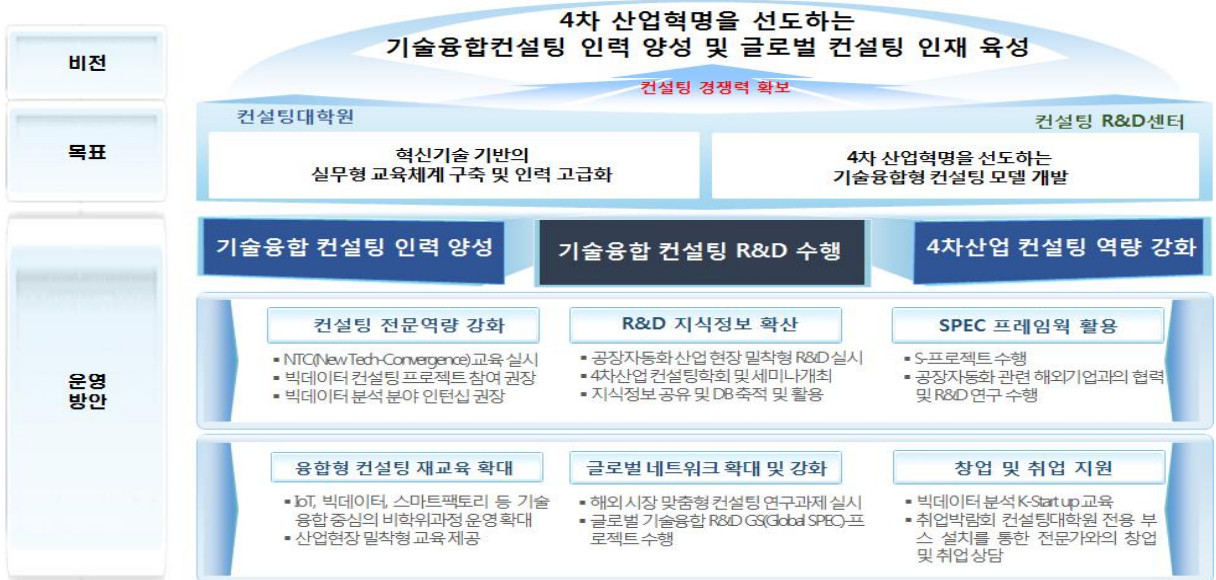 비전
4차 산업혁명을 선도하는
기술융합컨설팅 인력 양성 및 글로벌 컨설팅 인재 육성
컨설팅 경쟁력 확보
목표
컨설팅대학원
컨설팅 R&D센터
혁신기술 기반의
실무형 교육체계 구축 및 인력 고급화
4차 산업혁명을 선도하는
기술융합형 컨설팅 모델 개발
기술융합 컨설팅 인력 양성
기술융합 컨설팅 R&D 수행
4차산업 컨설팅 역량 강화
운영
방안
컨설팅 전문역량 강화
▪ NTC(New Tech-Convergence)교육 실시
▪ 빅데이터 컨설팅 프로젝트 참여 권장
▪ 빅데이터 분석 분야 인턴십 권장
R&D 지식정보 확산
▪ 공장자동화 산업 현장 밀착형 R&D 실시
▪ 4차산업 컨설팅학회 및 세미나개최
▪ 지식정보 공유 및 DB 축적 및 활용
SPEC 프레임웍 활용
▪ S-프로젝트 수행
▪ 공장자동화 관련 해외기업과의 협력
및 R&D 연구 수행
융합형 컨설팅 재교육 확대
▪ IoT, 빅데이터, 스마트팩토리 등 기술
융합 중심의 비학위과정 운영 확대
▪ 산업현장 밀착형 교육 제공
글로벌 네트워크 확대 및 강화
▪ 해외 시장 맞춤형 컨설팅 연구과제 실시
▪ 글로벌 기술융합 R&D GS(Global SPEC)-프
로젝트 수행
창업 및 취업 지원
▪ 빅데이터 분석 K-Start up 교육
▪ 취업박람회 컨설팅대학원 전용 부
스 설치를 통한 전문가와의 창업
및 취업 상담